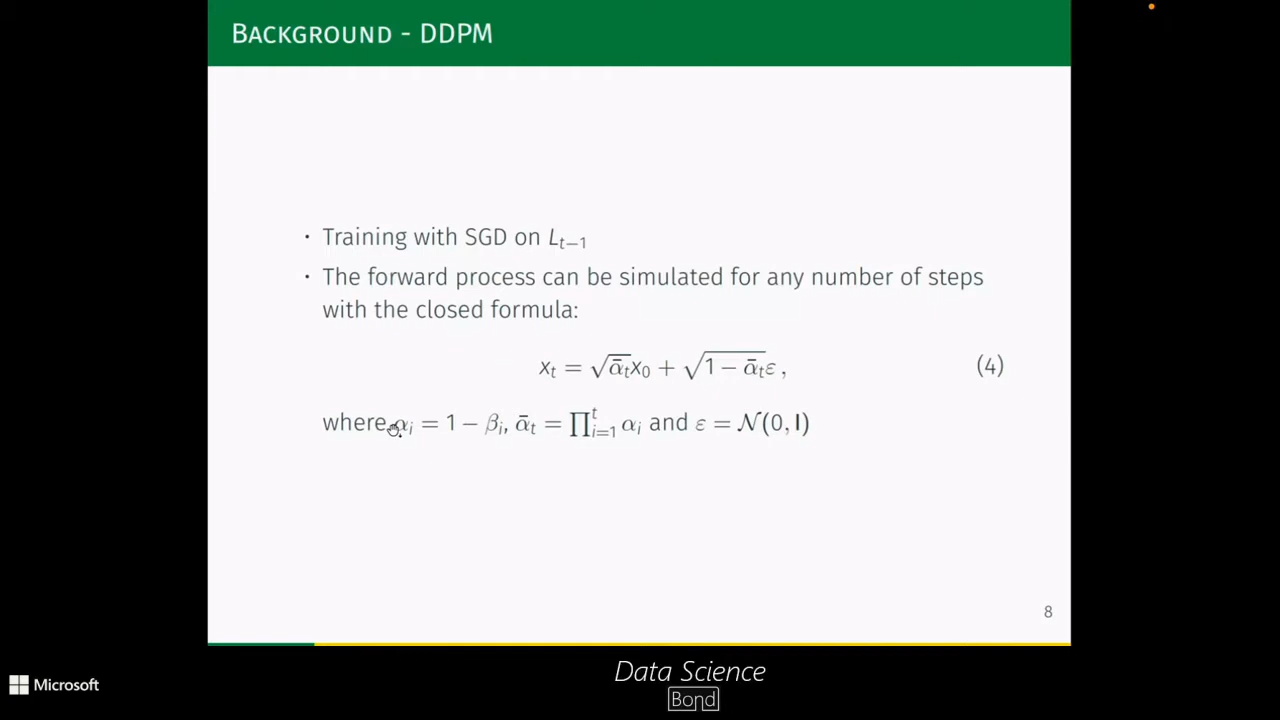 BACKGROUND - DDPM
· Training with SGD on L_{t−1}
· The forward process can be simulated for any number of steps
with the closed formula:
x_t = √ᾱ_t x_0 + √(1 − ᾱ_t) ε , (4)
where α_i = 1 − β_i, ᾱ_t = ∏_{i=1}^{t} α_i and ε = 𝒩(0, I)
8
Data Science
Bond
Microsoft